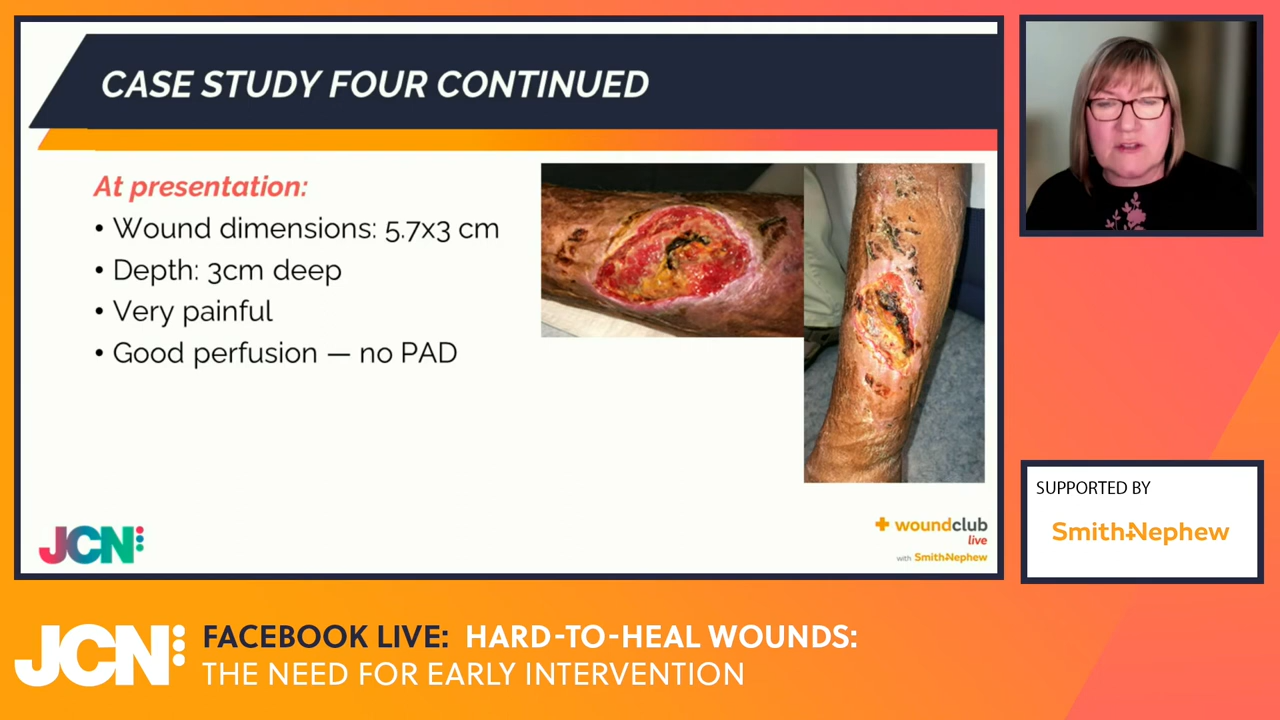 CASE STUDY FOUR CONTINUED
At presentation:
• Wound dimensions: 5.7x3 cm
• Depth: 3cm deep
• Very painful
• Good perfusion — no PAD
JCN
woundclub
live
with Smith+Nephew
SUPPORTED BY
Smith+Nephew
JCN
FACEBOOK LIVE: HARD-TO-HEAL WOUNDS:
THE NEED FOR EARLY INTERVENTION